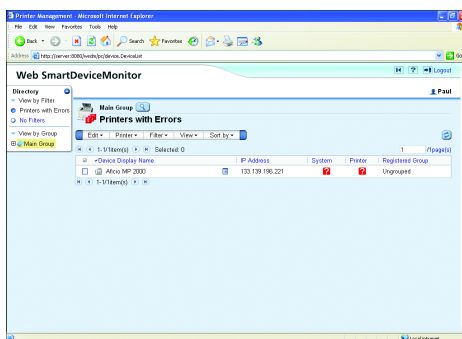 Printer Management - Microsoft Internet Explorer
File Edit View Favorites Tools Help
Back Search Favorites
Address http://server:8080/wsdm/pc/device.DeviceList Go
Web SmartDeviceMonitor
? Logout
Directory
Paul
View by Filter
Printers with Errors
No Filters
View by Group
Main Group
Main Group
Printers with Errors
Edit Printer Filter View Sort by
1-1/1item(s) Selected: 0 1 /1page(s)
Device Display Name IP Address System Printer Registered Group
Aficio MP 2000 133.139.196.221 ? ? Ungrouped
1-1/1item(s)
Local intranet